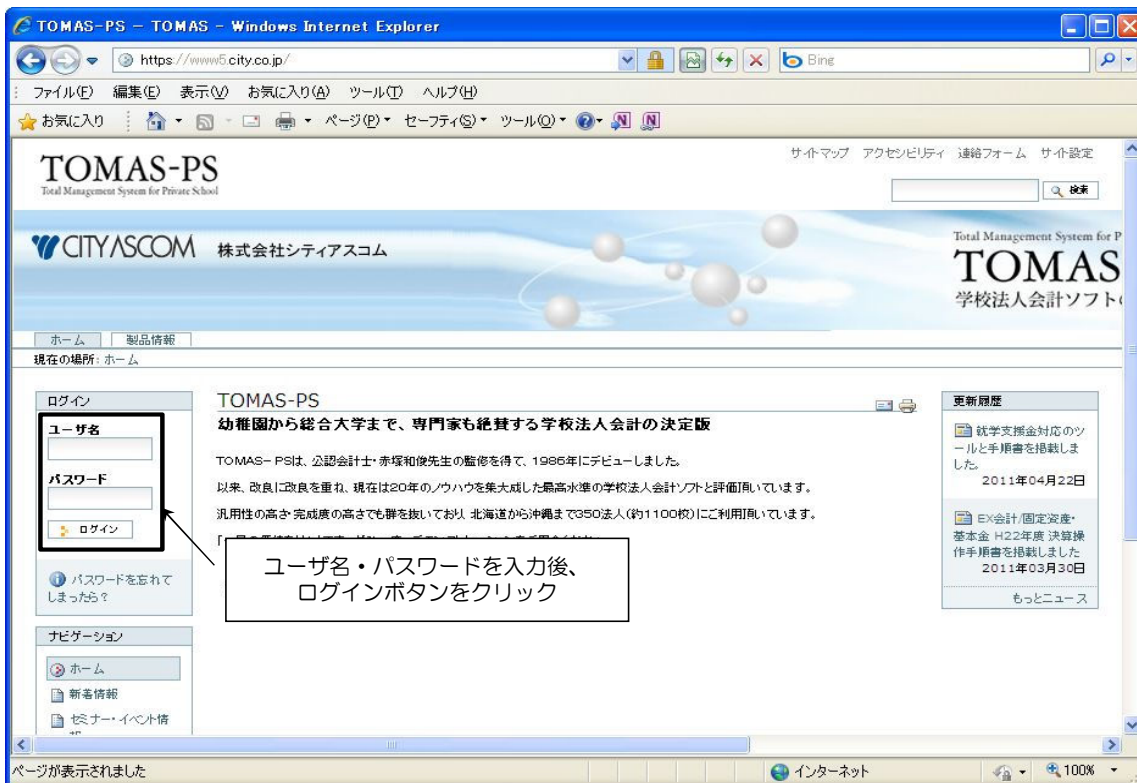 TOMAS-PS - TOMAS - Windows Internet Explorer
https://www5.city.co.jp/
Bing
ファイル(F) 編集(E) 表示(V) お気に入り(A) ツール(T) ヘルプ(H)
お気に入り ページ(P) セーフティ(S) ツール(O)
サイトマップ アクセシビリティ 連絡フォーム サイト設定
TOMAS-PS
Total Management System for Private School
検索
CITY ASCOM 株式会社シティアスコム
Total Management System for P
TOMAS
学校法人会計ソフト
ホーム 製品情報
現在の場所: ホーム
ログイン
ユーザ名
パスワード
ログイン
パスワードを忘れて
しまったら？
ナビゲーション
ホーム
新着情報
セミナー・イベント情
TOMAS-PS
幼稚園から総合大学まで、専門家も絶賛する学校法人会計の決定版
TOMAS-PSは、公認会計士・赤塚和俊先生の監修を得て、1986年にデビューしました。
以来、改良に改良を重ね、現在は20年のノウハウを集大成した最高水準の学校法人会計ソフトと評価頂いています。
汎用性の高さ・完成度の高さでも群を抜いており、北海道から沖縄まで350法人(約1100校)にご利用頂いています。
ユーザ名・パスワードを入力後、
ログインボタンをクリック
更新履歴
就学支援金対応のツ
ールと手順書を掲載しま
した。
2011年04月22日
EX会計/固定資産・
基本金 H22年度 決算操
作手順書を掲載しました
2011年03月30日
もっとニュース
ページが表示されました
インターネット
100%